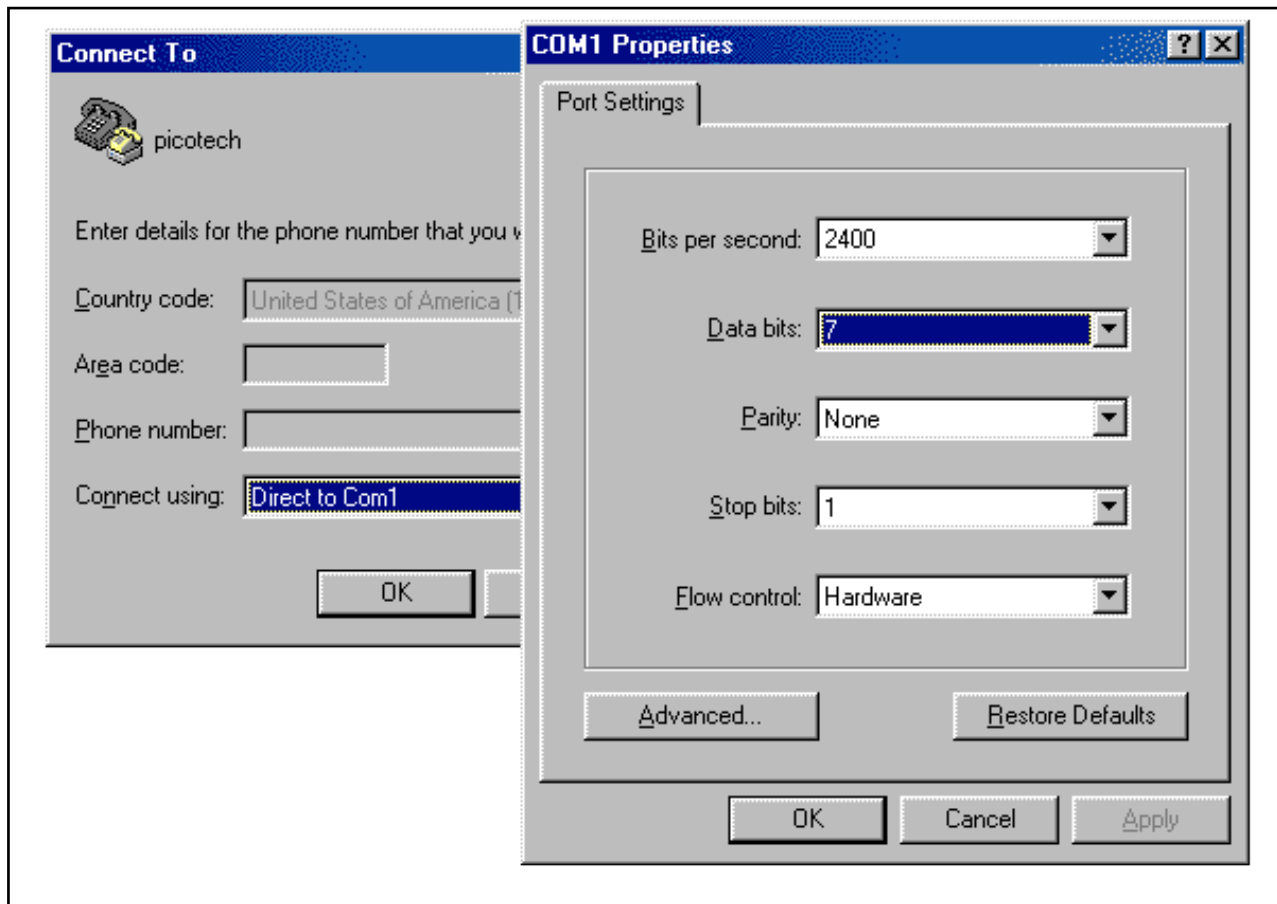 Connect To
picotech
Enter details for the phone number that you
Country code: United States of America (1
Area code:
Phone number:
Connect using: Direct to Com1
OK
COM1 Properties
Port Settings
Bits per second: 2400
Data bits: 7
Parity: None
Stop bits: 1
Flow control: Hardware
Advanced...
Restore Defaults
OK
Cancel
Apply